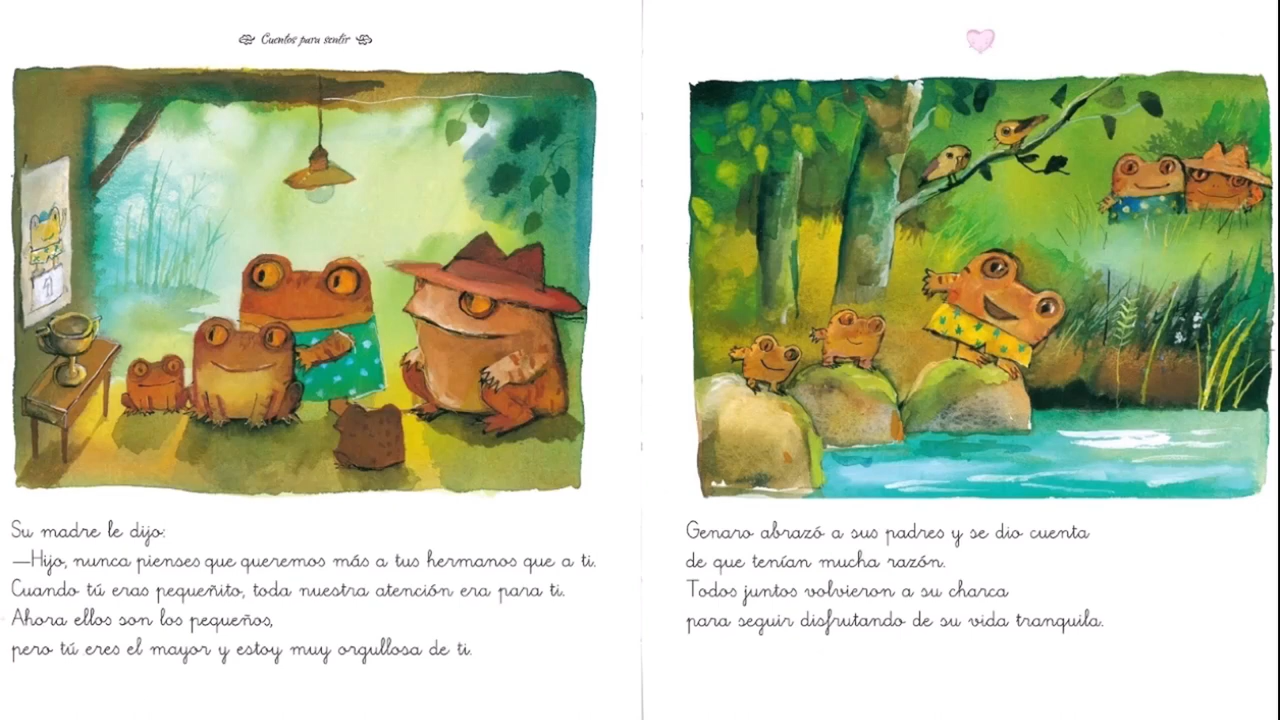 Cuentos para sentir
Su madre le dijo:
—Hijo, nunca pienses que queremos más a tus hermanos que a ti.
Cuando tú eras pequeñito, toda nuestra atención era para ti.
Ahora ellos son los pequeños,
pero tú eres el mayor y estoy muy orgullosa de ti.
Genaro abrazó a sus padres y se dio cuenta
de que tenían mucha razón.
Todos juntos volvieron a su charca
para seguir disfrutando de su vida tranquila.